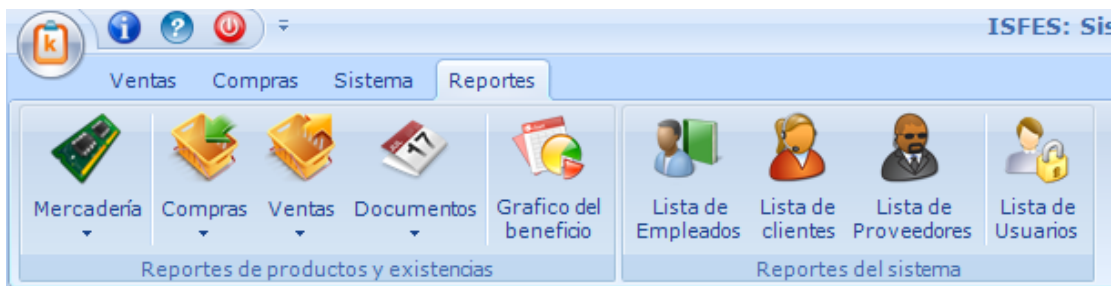 ISFES: Sis
Ventas Compras Sistema Reportes
Mercadería Compras Ventas Documentos Grafico del beneficio Lista de Empleados Lista de clientes Lista de Proveedores Lista de Usuarios
Reportes de productos y existencias Reportes del sistema